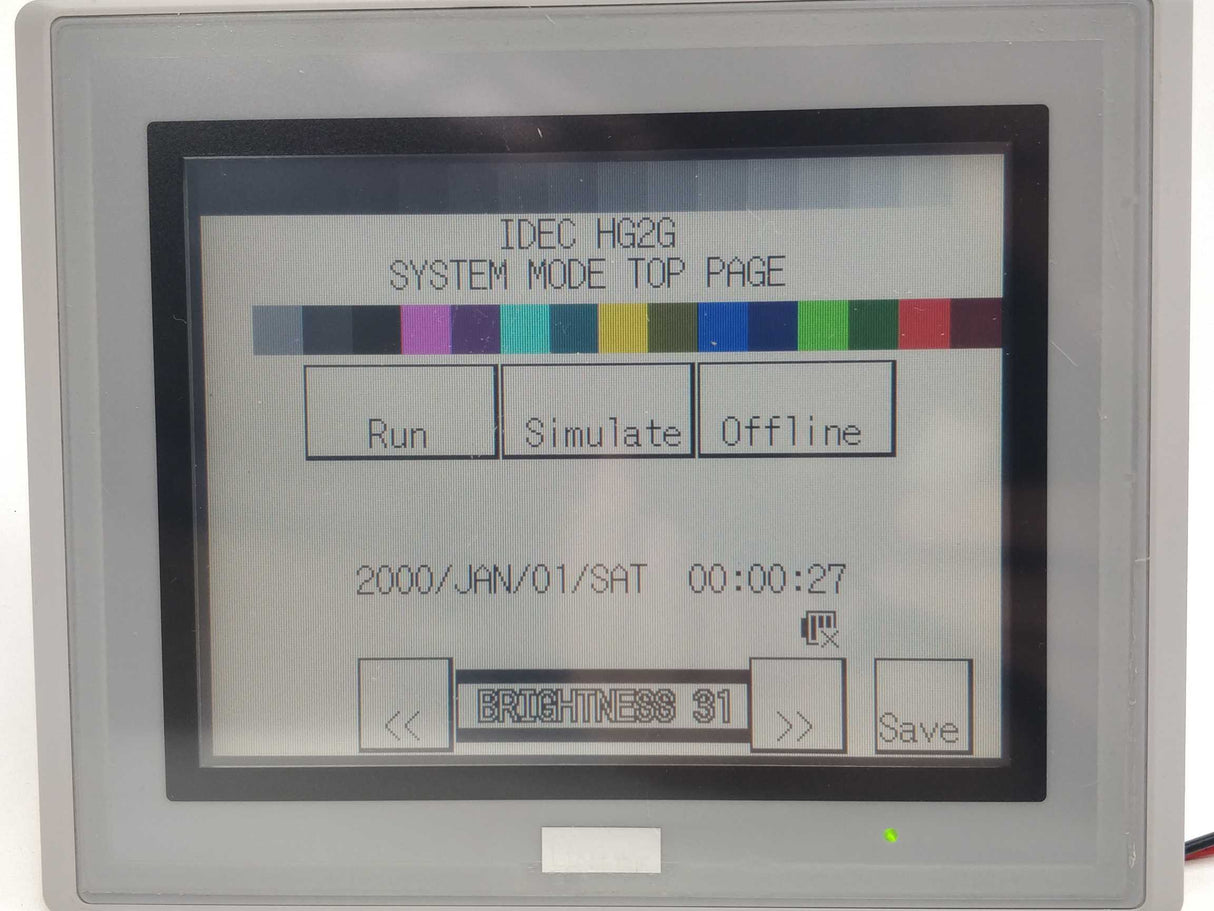 IDEC HG2G
SYSTEM MODE TOP PAGE
Run Simulate Offline
2000/JAN/01/SAT 00:00:27
<< BRIGHTNESS 31 >> Save